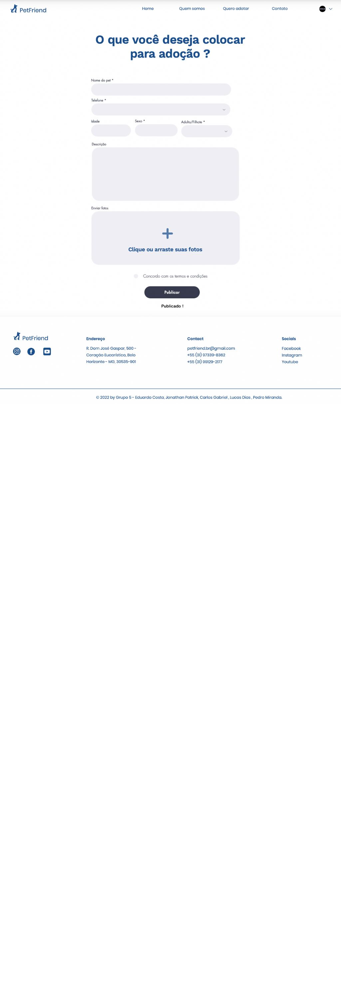 PetFriend
Home
Quem somos
Quero adotar
Contato
O que você deseja colocar
para adoção ?
Nome do pet *
Telefone *
Idade
Sexo *
Adulto/Filhote *
Descrição
Enviar fotos
Clique ou arraste suas fotos
Concordo com os termos e condições
Publicar
Publicado !
PetFriend
Endereço
R. Dom José Gaspar, 500 -
Coração Eucarístico, Belo
Horizonte - MG, 30535-901
Contact
petfriend.br@gmail.com
+55 (31) 97339-8362
+55 (31) 99129-2177
Socials
Facebook
Instagram
Youtube
© 2022 by Grupo 5 - Eduardo Costa, Jonathan Patrick, Carlos Gabriel , Lucas Dias , Pedro Miranda.